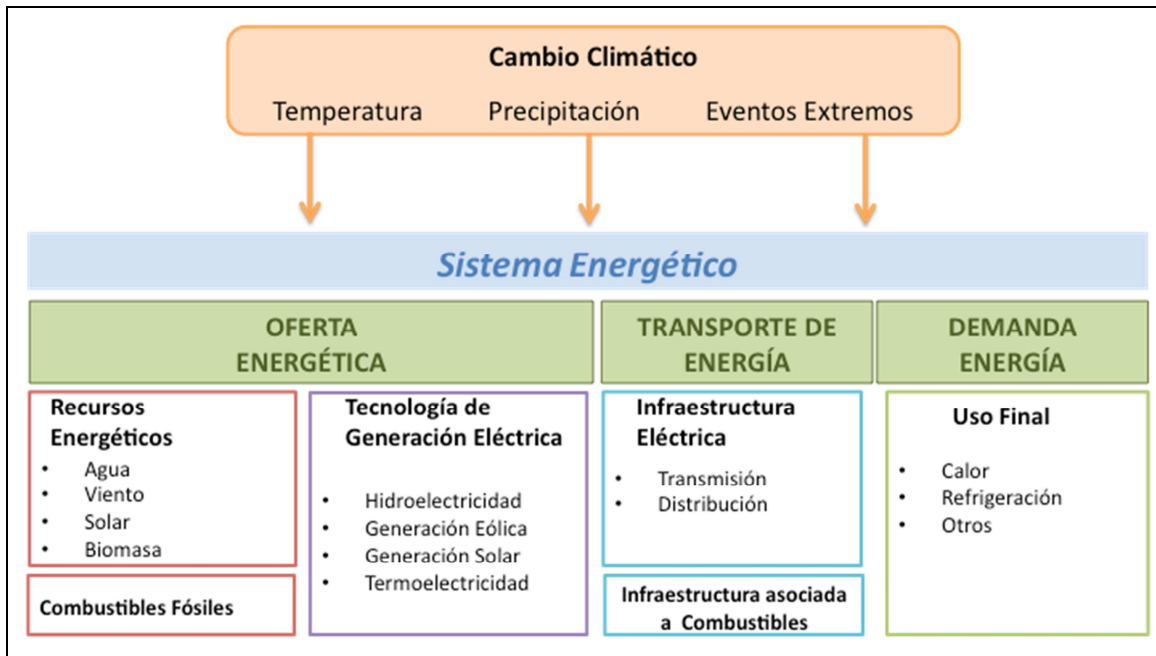 Cambio Climático
Temperatura Precipitación Eventos Extremos
Sistema Energético
OFERTA
ENERGÉTICA
TRANSPORTE DE
ENERGÍA
DEMANDA
ENERGÍA
Recursos
Energéticos
• Agua
• Viento
• Solar
• Biomasa
Combustibles Fósiles
Tecnología de
Generación Eléctrica
• Hidroelectricidad
• Generación Eólica
• Generación Solar
• Termoelectricidad
Infraestructura
Eléctrica
• Transmisión
• Distribución
Infraestructura asociada
a Combustibles
Uso Final
• Calor
• Refrigeración
• Otros